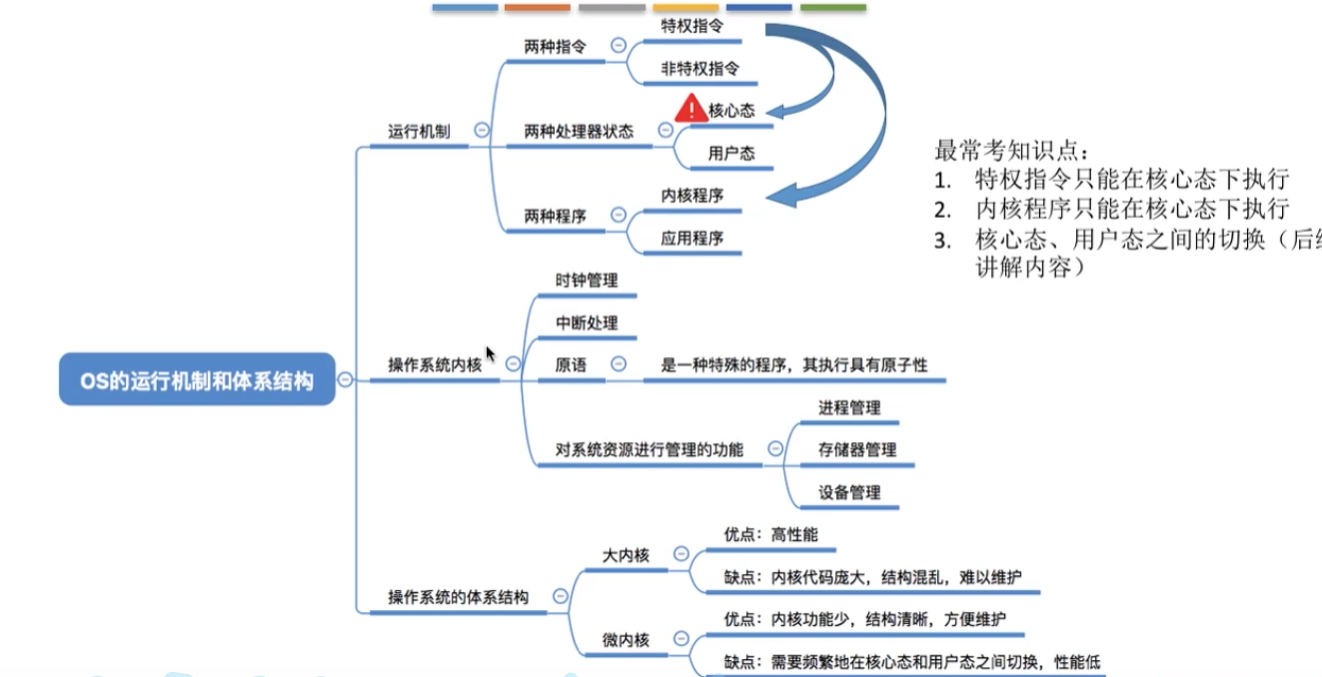 特权指令
两种指令
非特权指令
核心态
运行机制
两种处理器状态
用户态
内核程序
两种程序
应用程序
最常考知识点：
1. 特权指令只能在核心态下执行
2. 内核程序只能在核心态下执行
3. 核心态、用户态之间的切换（后
讲解内容）
时钟管理
中断处理
操作系统内核
原语
是一种特殊的程序，其执行具有原子性
OS的运行机制和体系结构
进程管理
对系统资源进行管理的功能
存储器管理
设备管理
优点：高性能
大内核
缺点：内核代码庞大，结构混乱，难以维护
操作系统的体系结构
优点：内核功能少，结构清晰，方便维护
微内核
缺点：需要频繁地在核心态和用户态之间切换，性能低